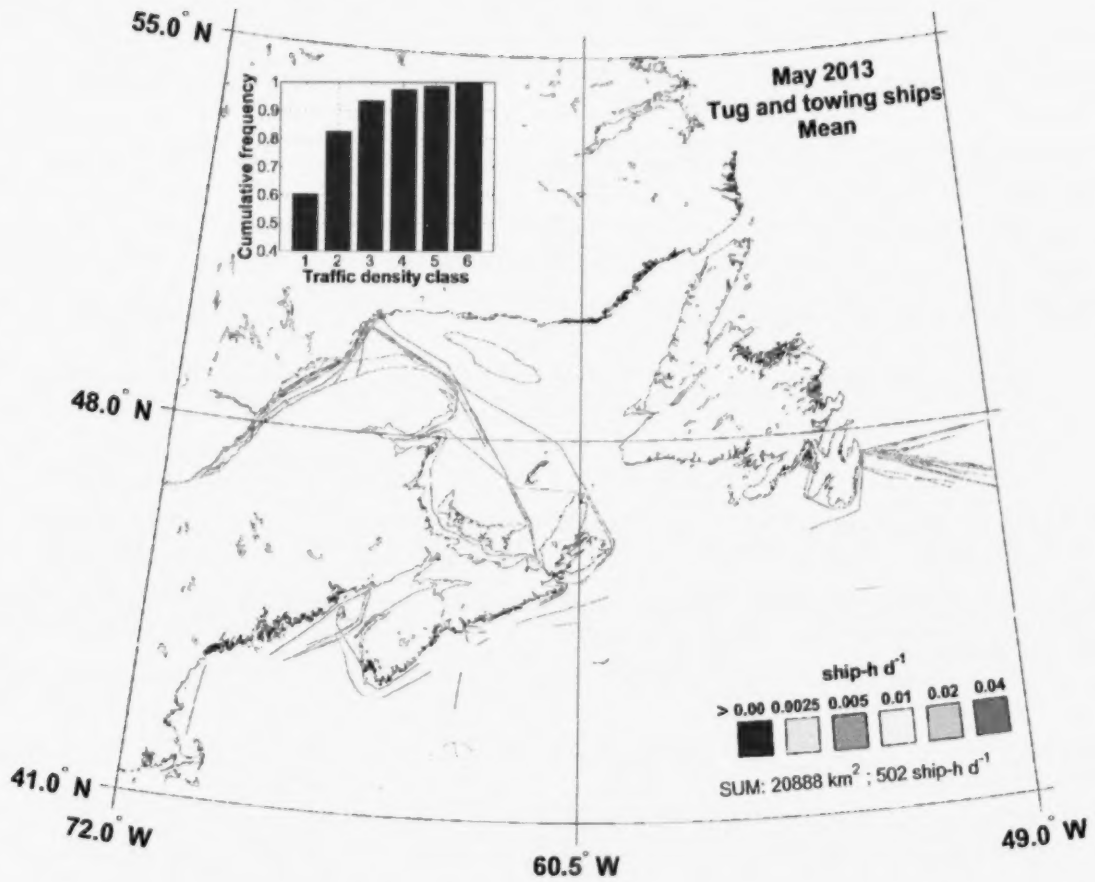 55.0° N
May 2013
Tug and towing ships
Mean
Cumulative frequency
1
0.9
0.8
0.7
0.6
0.5
0.4
1 2 3 4 5 6
Traffic density class
48.0° N
ship-h d⁻¹
> 0.00 0.0025 0.005 0.01 0.02 0.04
SUM: 20888 km² ; 502 ship-h d⁻¹
41.0° N
72.0° W
60.5° W
49.0° W